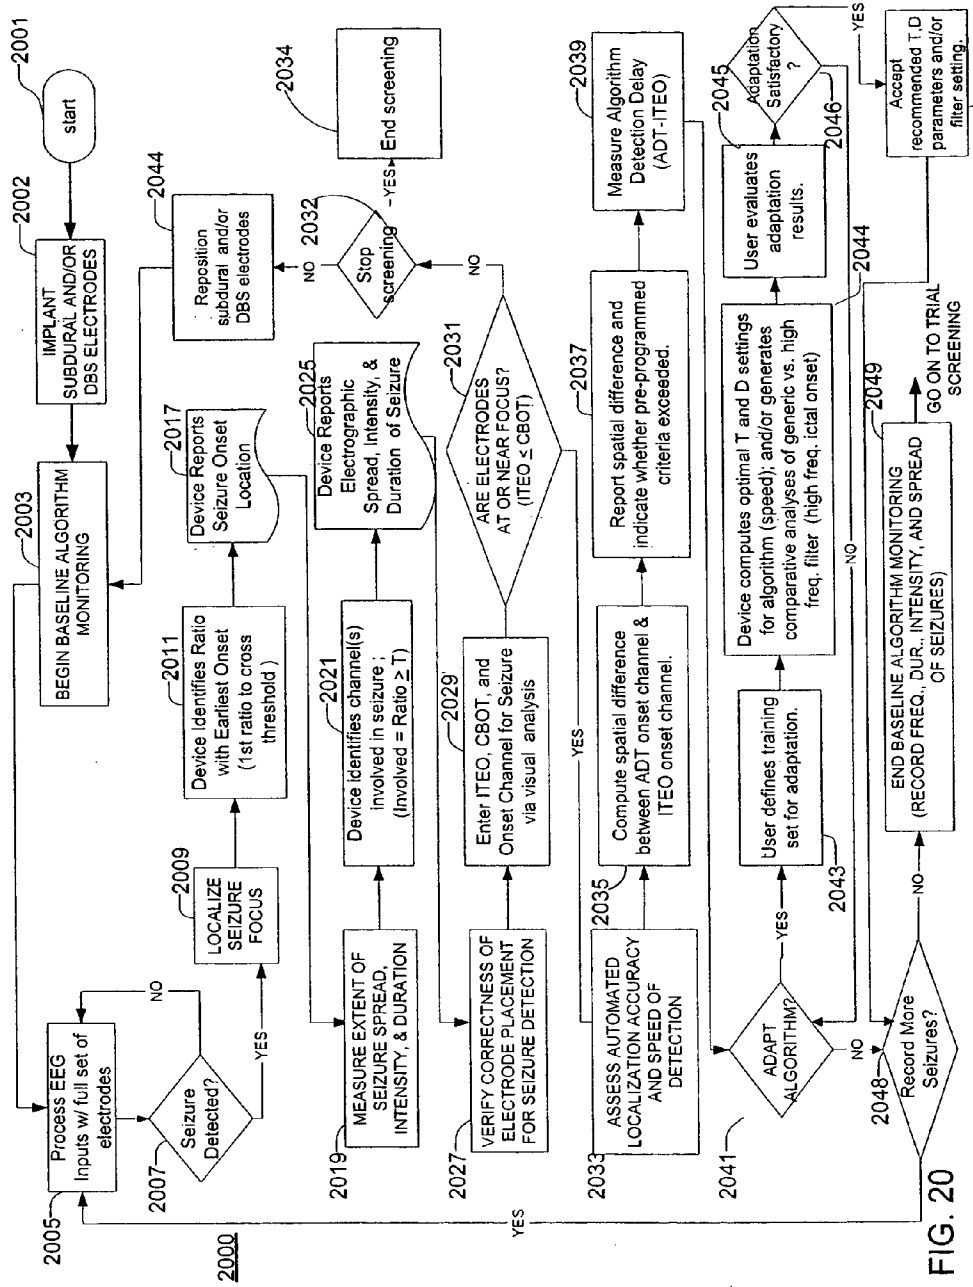 2001
start
2002
IMPLANT
SUBDURAL AND/OR
DBS ELECTRODES
2003
BEGIN BASELINE ALGORITHM
MONITORING
2005
Process EEG
Inputs w/ full set of
electrodes
2007
Seizure
Detected?
NO
YES
2009
LOCALIZE
SEIZURE
FOCUS
2011
Device Identifies Ratio
with Earliest Onset
(1st ratio to cross
threshold )
2017
Device Reports
Seizure Onset
Location
2044
Reposition
subdural and/or
DBS electrodes
2034
End screening
2019
MEASURE EXTENT OF
SEIZURE SPREAD,
INTENSITY, & DURATION
2021
Device identifies channel(s)
involved in seizure ;
(Involved = Ratio ≥ T)
2025
Device Reports
Electrographic
Spread, Intensity, &
Duration of Seizure
NO
2032
Stop
screening
YES
2027
VERIFY CORRECTNESS OF
ELECTRODE PLACEMENT
FOR SEIZURE DETECTION
2029
Enter ITEO, CBOT, and
Onset Channel for Seizure
via visual analysis
2031
ARE ELECTRODES
AT OR NEAR FOCUS?
(ITEO ≤ CBOT)
NO
YES
2033
ASSESS AUTOMATED
LOCALIZATION ACCURACY
AND SPEED OF
DETECTION
2035
Compute spatial difference
between ADT onset channel &
ITEO onset channel.
2037
Report spatial difference and
indicate whether pre-programmed
criteria exceeded.
2039
Measure Algorithm
Detection Delay
(ADT-ITEO)
2041
ADAPT
ALGORITHM?
YES
NO
2043
User defines training
set for adaptation.
2044
Device computes optimal T and D settings
for algorithm (speed); and/or generates
comparative analyses of generic vs. high
freq. filter (high freq. ictal onset)
2045
User evaluates
adaptation
results.
2046
Adaptation
Satisfactory
?
YES
NO
Accept
recommended T,D
parameters and/or
filter setting.
2048
Record More
Seizures?
NO
YES
2049
END BASELINE ALGORITHM MONITORING
(RECORD FREQ., DUR., INTENSITY, AND SPREAD
OF SEIZURES)
GO ON TO TRIAL
SCREENING
2000
FIG. 20